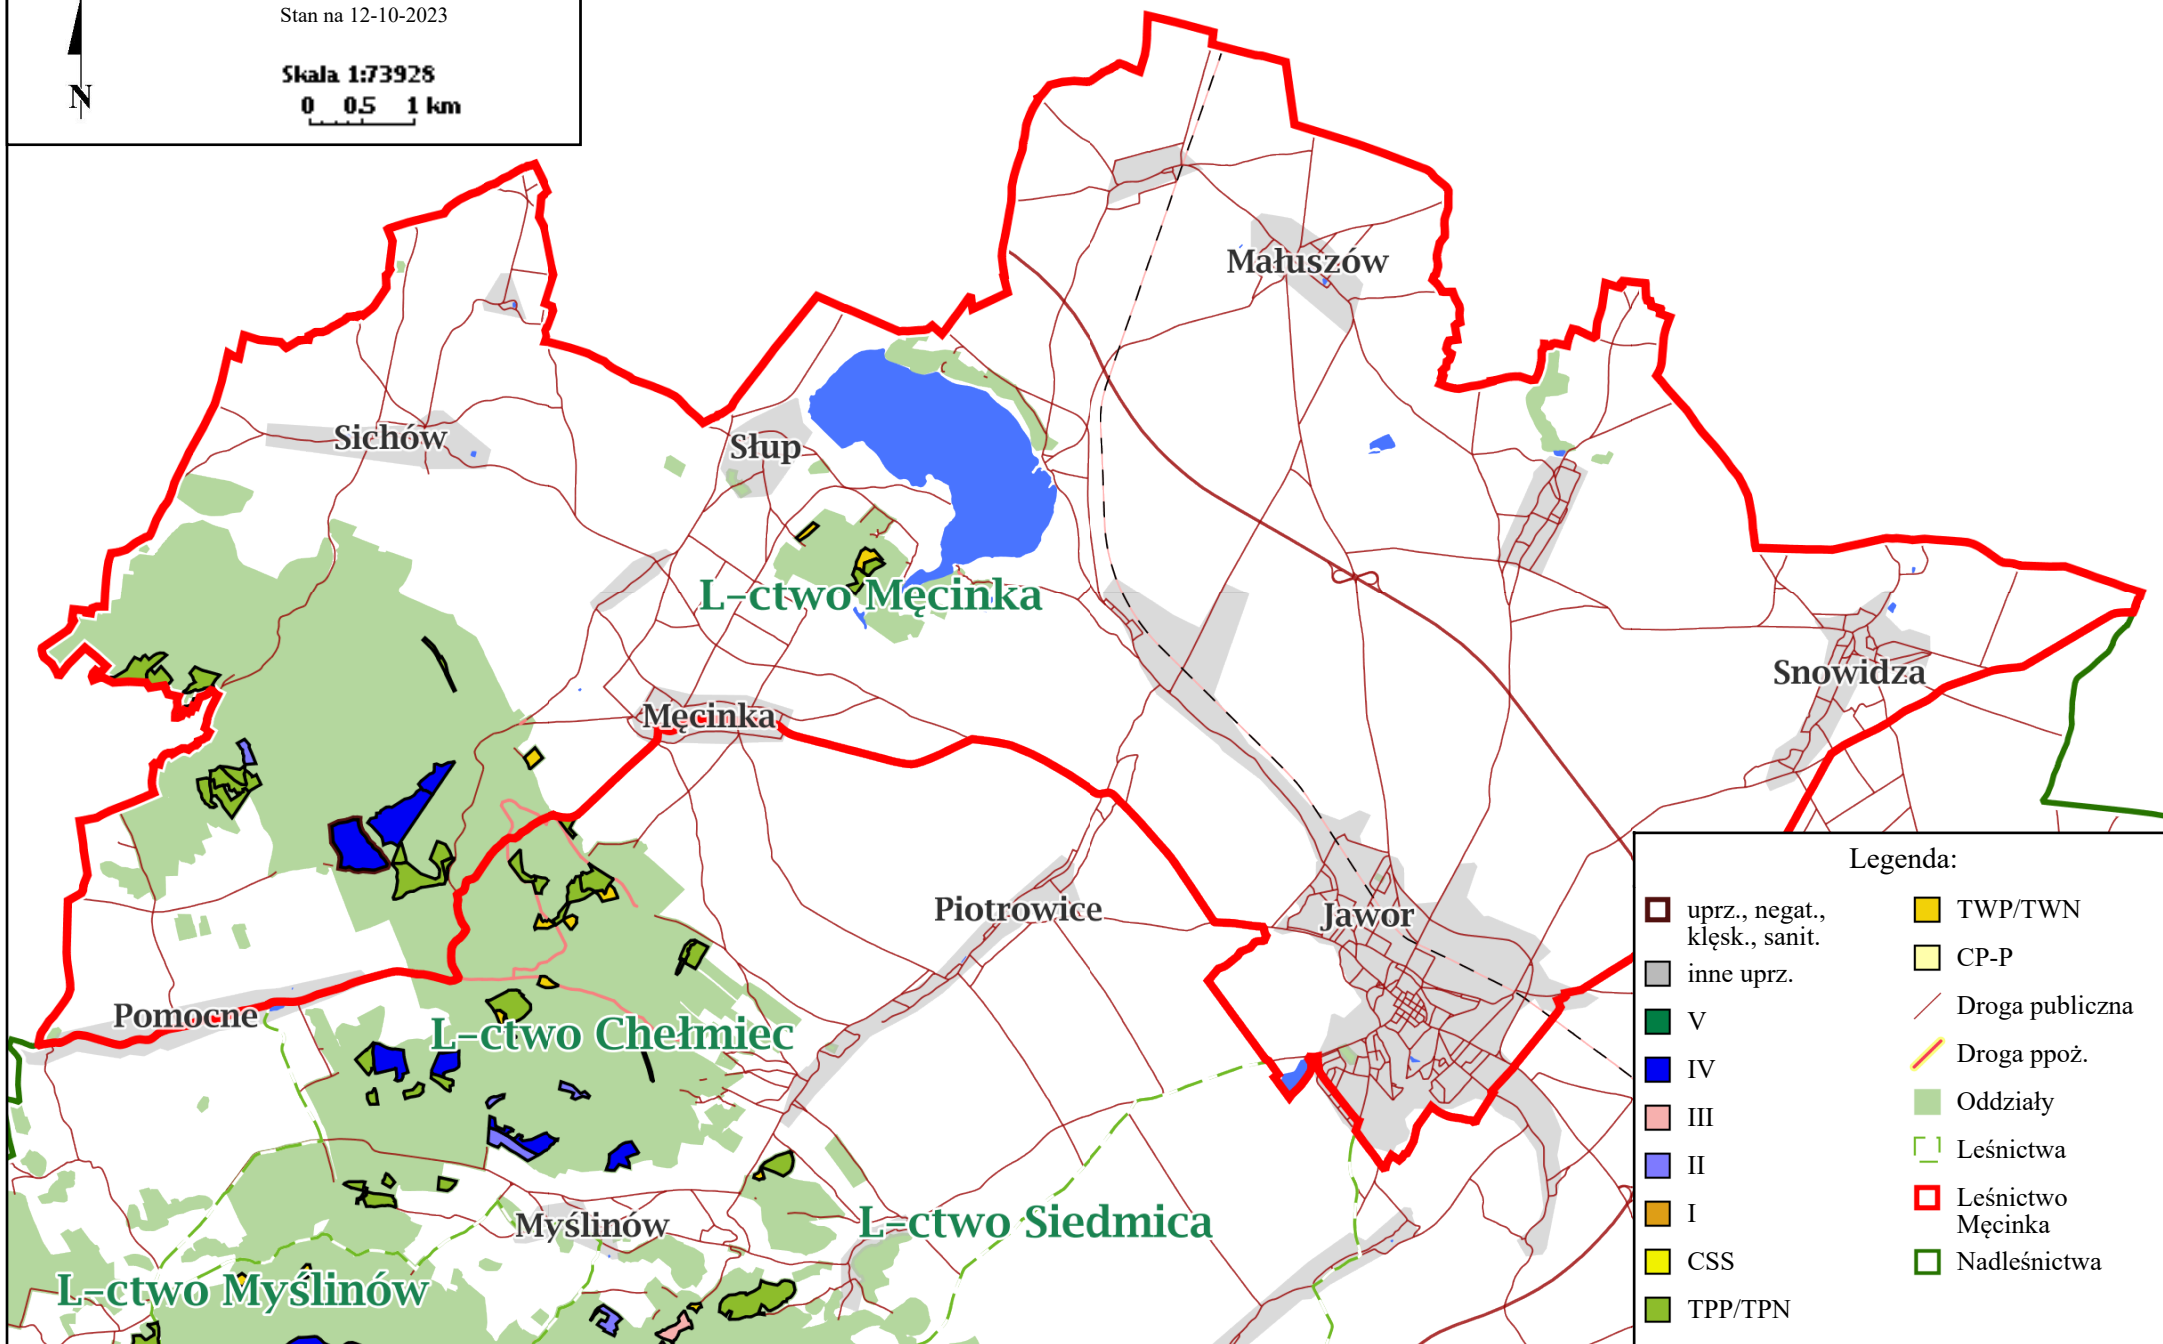 Stan na 12-10-2023
Skala 1:73928
0 0.5 1 km
N
Małuszów
Sichów
Słup
L-ctwo Męcinka
Snowidza
Męcinka
Piotrowice
Jawor
Pomocne
L-ctwo Chełmiec
Myślinów
L-ctwo Siedmica
L-ctwo Myślinów
Legenda:
uprz., negat.,
klęsk., sanit.
inne uprz.
V
IV
III
II
I
CSS
TPP/TPN
TWP/TWN
CP-P
Droga publiczna
Droga ppoż.
Oddziały
Leśnictwa
Leśnictwo
Męcinka
Nadleśnictwa